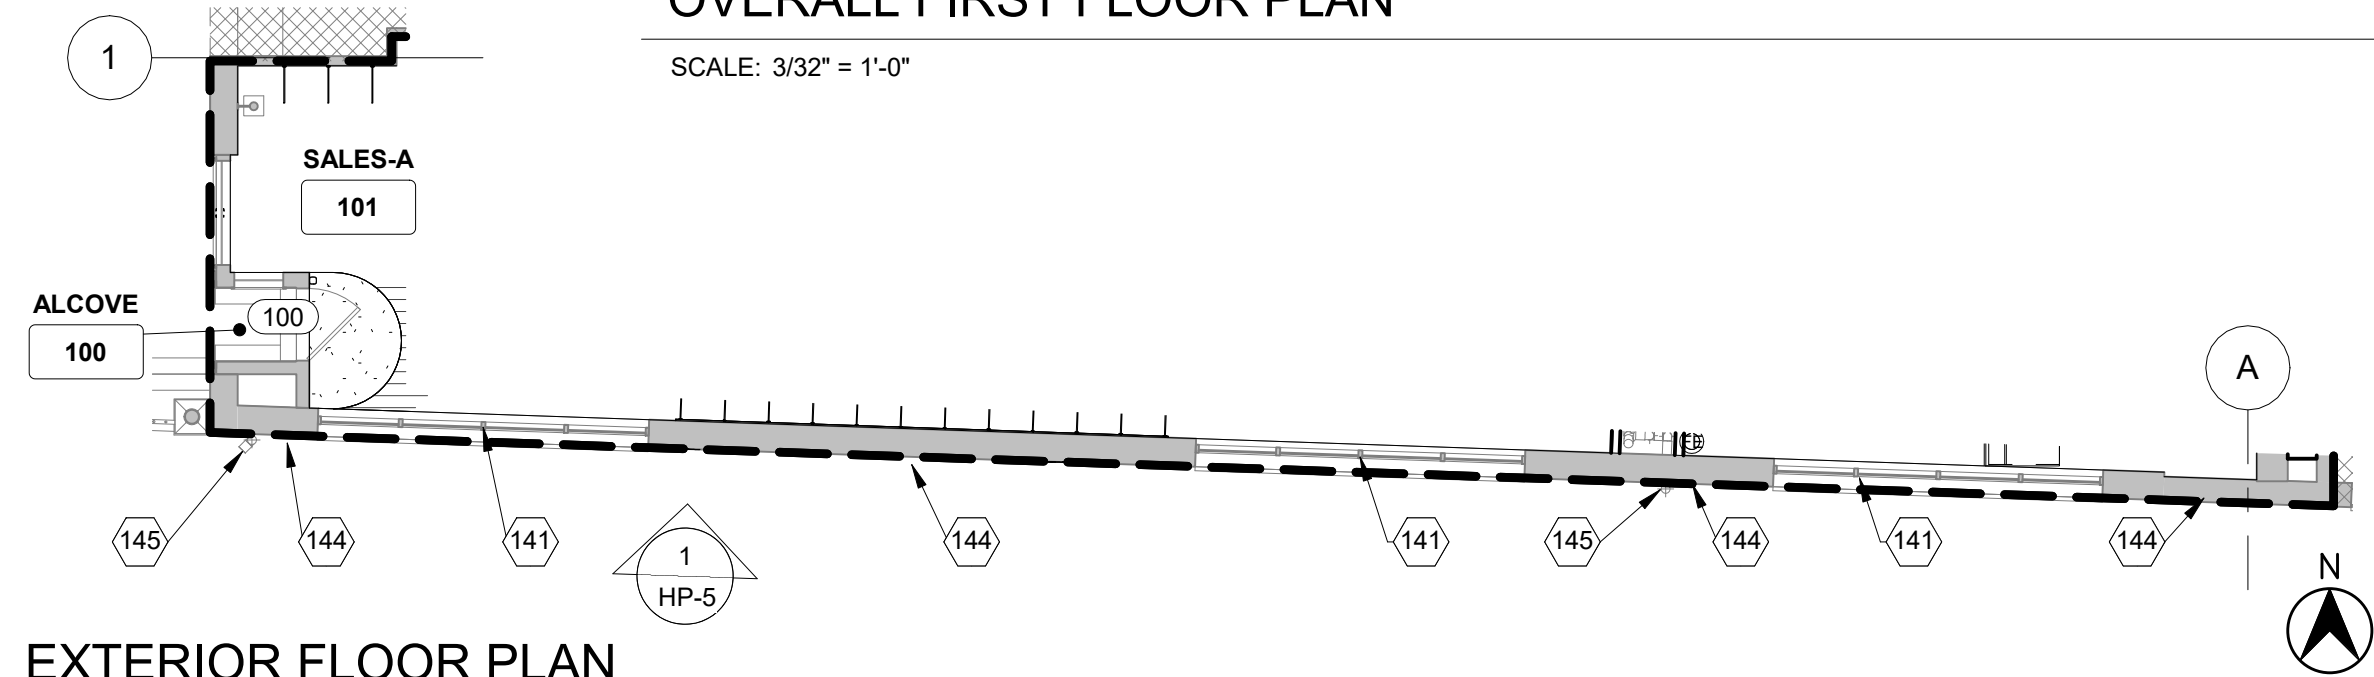 OVERALL FIRST FLOOR PLAN
SCALE: 3/32" = 1'-0"
1
SALES-A
101
ALCOVE
100
100
A
145
144
141
1
HP-5
144
141
145
144
141
144
N
EXTERIOR FLOOR PLAN